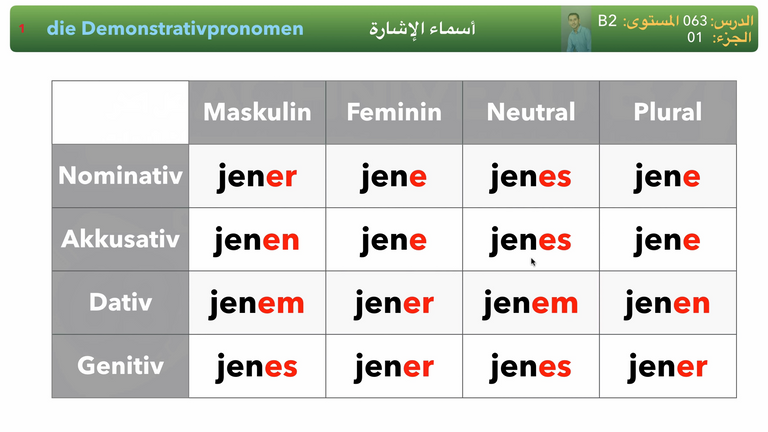 1 die Demonstrativpronomen أسماء الإشارة الدرس: 063 المستوى: B2
الجزء: 01
Maskulin Feminin Neutral Plural
Nominativ jener jene jenes jene
Akkusativ jenen jene jenes jene
Dativ jenem jener jenem jenen
Genitiv jenes jener jenes jener